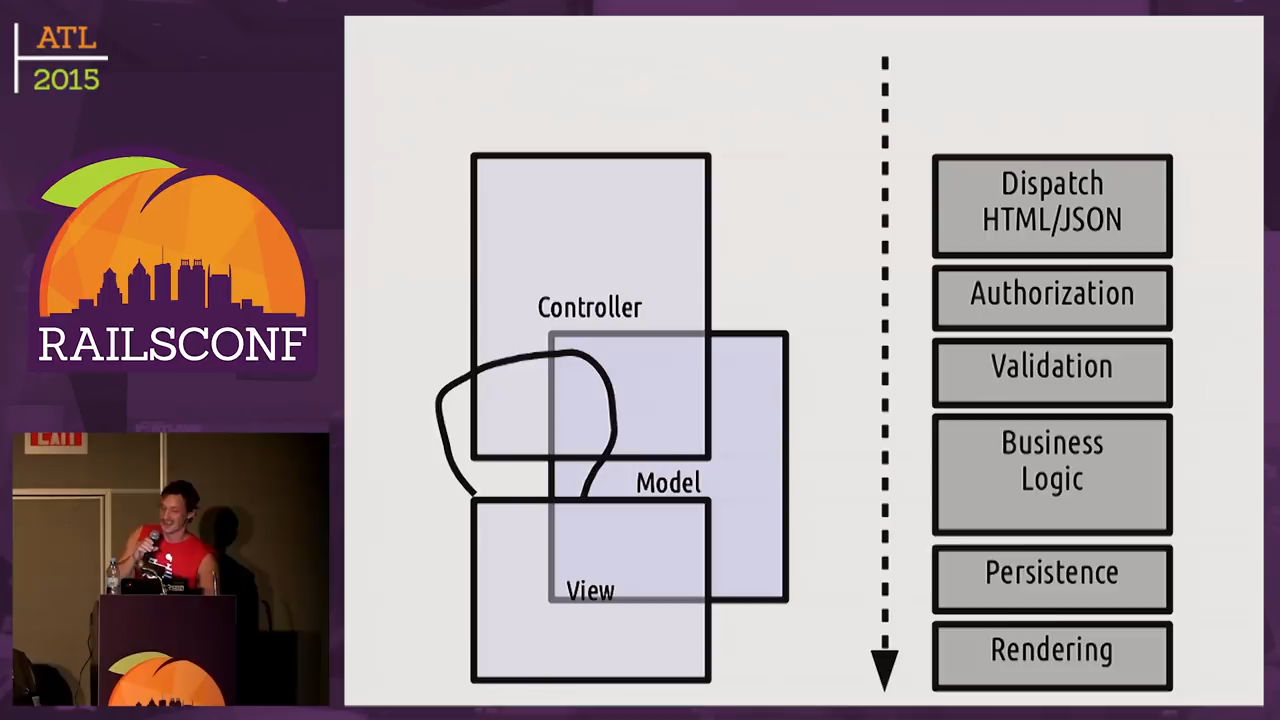 ATL
2015
RAILSCONF
EXIT
Controller
Model
View
Dispatch
HTML/JSON
Authorization
Validation
Business
Logic
Persistence
Rendering